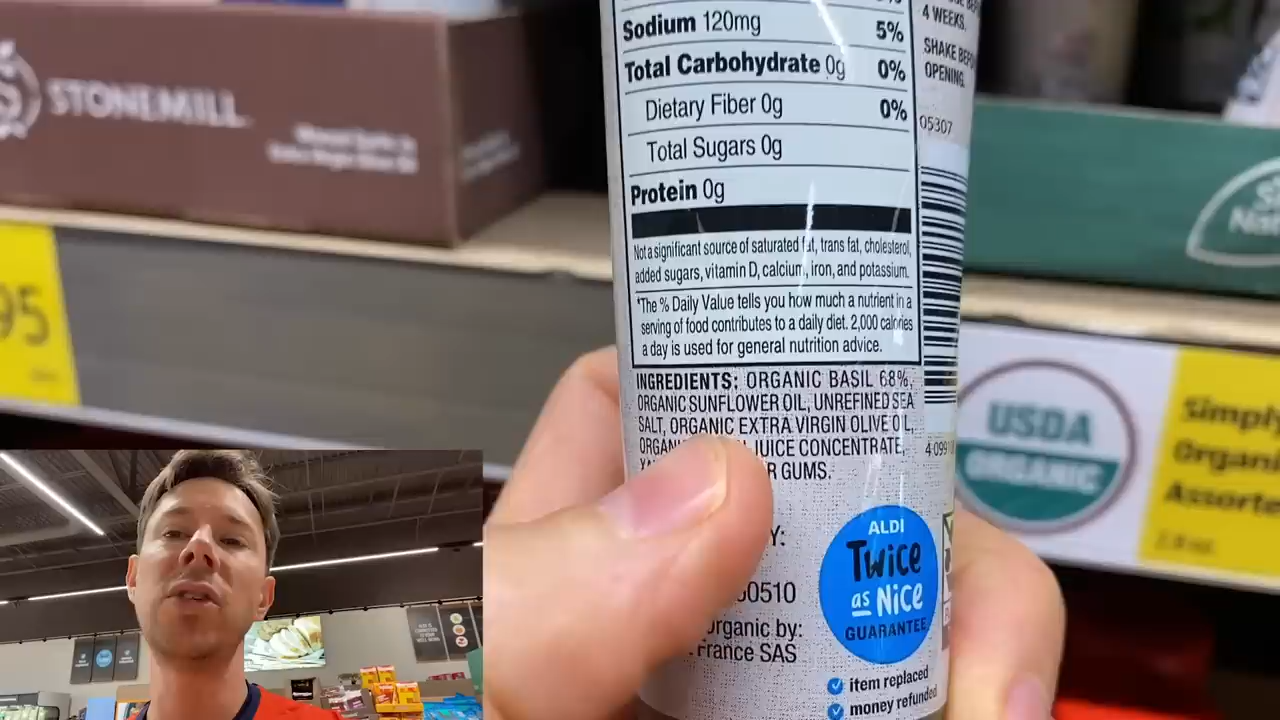 STONEMILL
95
Sodium 120mg 5%
Total Carbohydrate 0g 0%
Dietary Fiber 0g 0%
Total Sugars 0g
Protein 0g
Not a significant source of saturated fat, trans fat, cholesterol,
added sugars, vitamin D, calcium, iron, and potassium.
*The % Daily Value tells you how much a nutrient in a
serving of food contributes to a daily diet. 2,000 calories
a day is used for general nutrition advice.
INGREDIENTS: ORGANIC BASIL 68%,
ORGANIC SUNFLOWER OIL, UNREFINED SEA
SALT, ORGANIC EXTRA VIRGIN OLIVE OIL,
JUICE CONCENTRATE,
GUMS.
0510
Organic by:
France SAS
ALDI
Twice
as Nice
GUARANTEE
item replaced
money refunded
4 WEEKS.
SHAKE
OPENING.
05307
USDA
ORGANIC
Simply